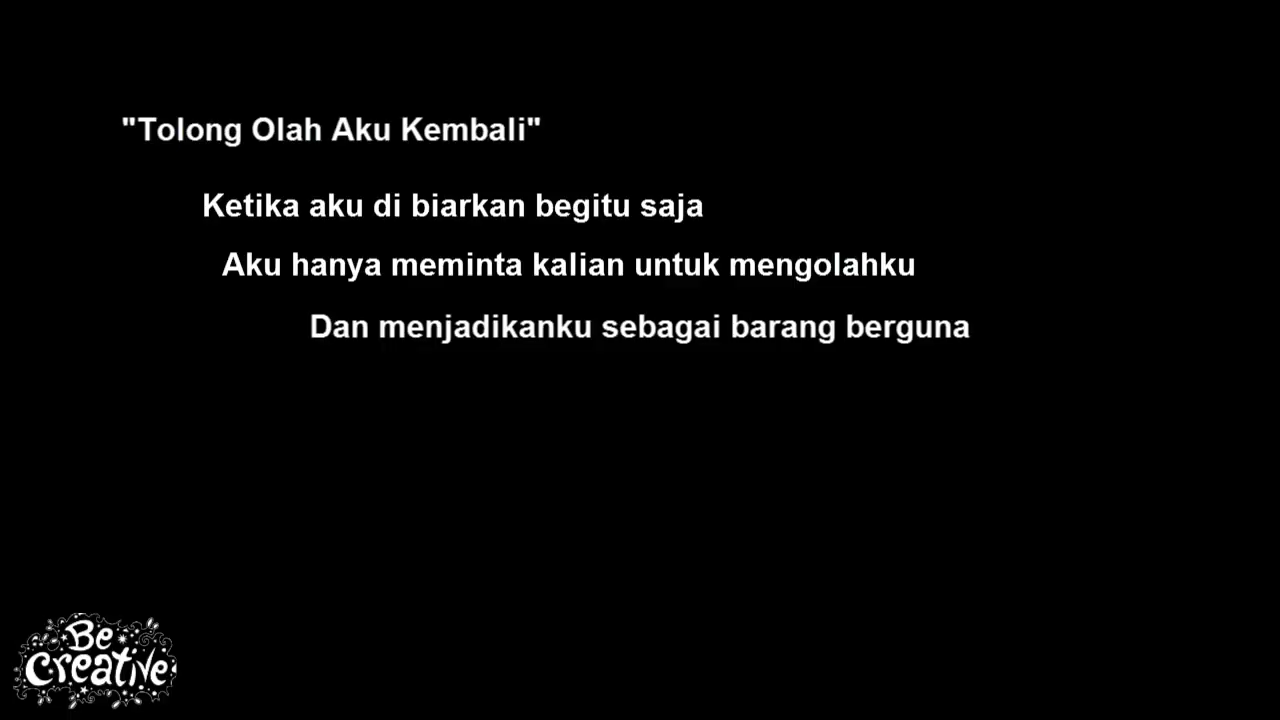 "Tolong Olah Aku Kembali"
Ketika aku di biarkan begitu saja
Aku hanya meminta kalian untuk mengolahku
Dan menjadikanku sebagai barang berguna
Be
Creative